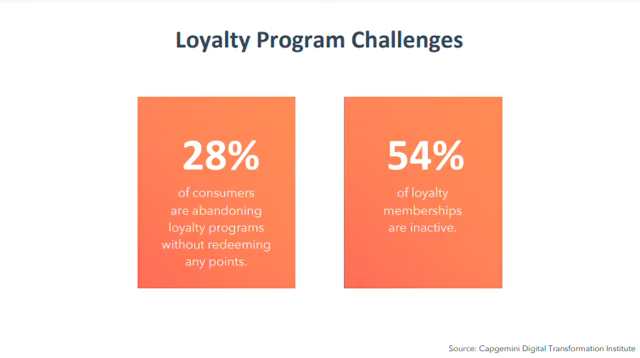 Loyalty Program Challenges
28%
of consumers
are abandoning
loyalty programs
without redeeming
any points.
54%
of loyalty
memberships
are inactive.
Source: Capgemini Digital Transformation Institute